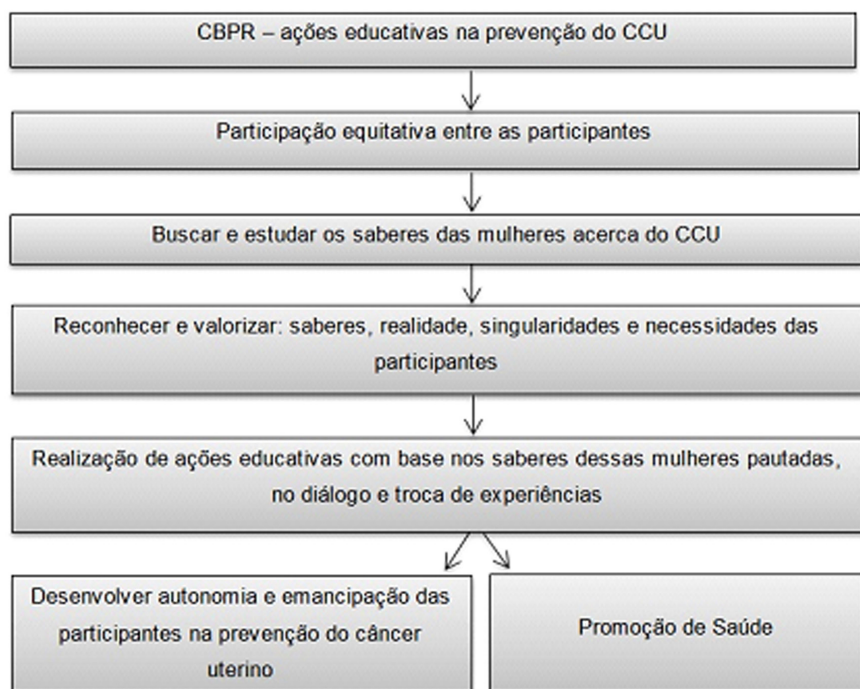 CBPR – ações educativas na prevenção do CCU
Participação equitativa entre as participantes
Buscar e estudar os saberes das mulheres acerca do CCU
Reconhecer e valorizar: saberes, realidade, singularidades e necessidades das
participantes
Realização de ações educativas com base nos saberes dessas mulheres pautadas,
no diálogo e troca de experiências
Desenvolver autonomia e emancipação das
participantes na prevenção do câncer
uterino
Promoção de Saúde